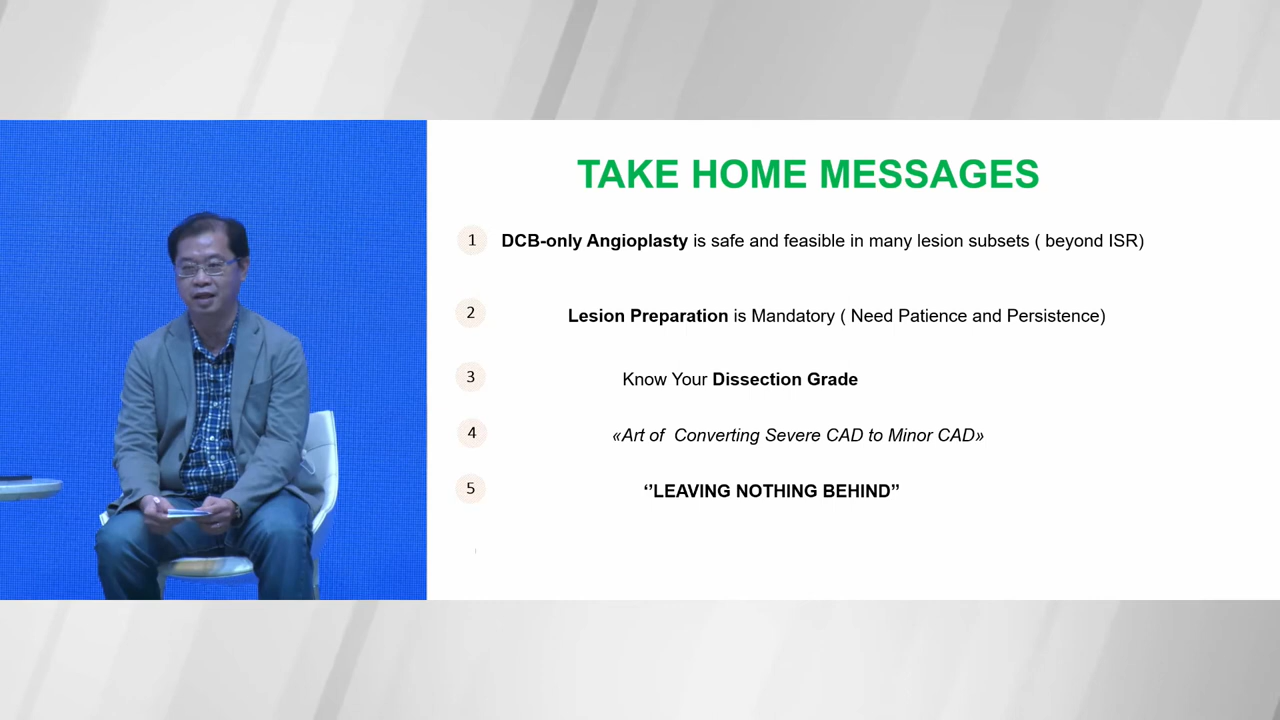 TAKE HOME MESSAGES
1 DCB-only Angioplasty is safe and feasible in many lesion subsets ( beyond ISR)
2 Lesion Preparation is Mandatory ( Need Patience and Persistence)
3 Know Your Dissection Grade
4 «Art of  Converting Severe CAD to Minor CAD»
5 ‘’LEAVING NOTHING BEHIND’’